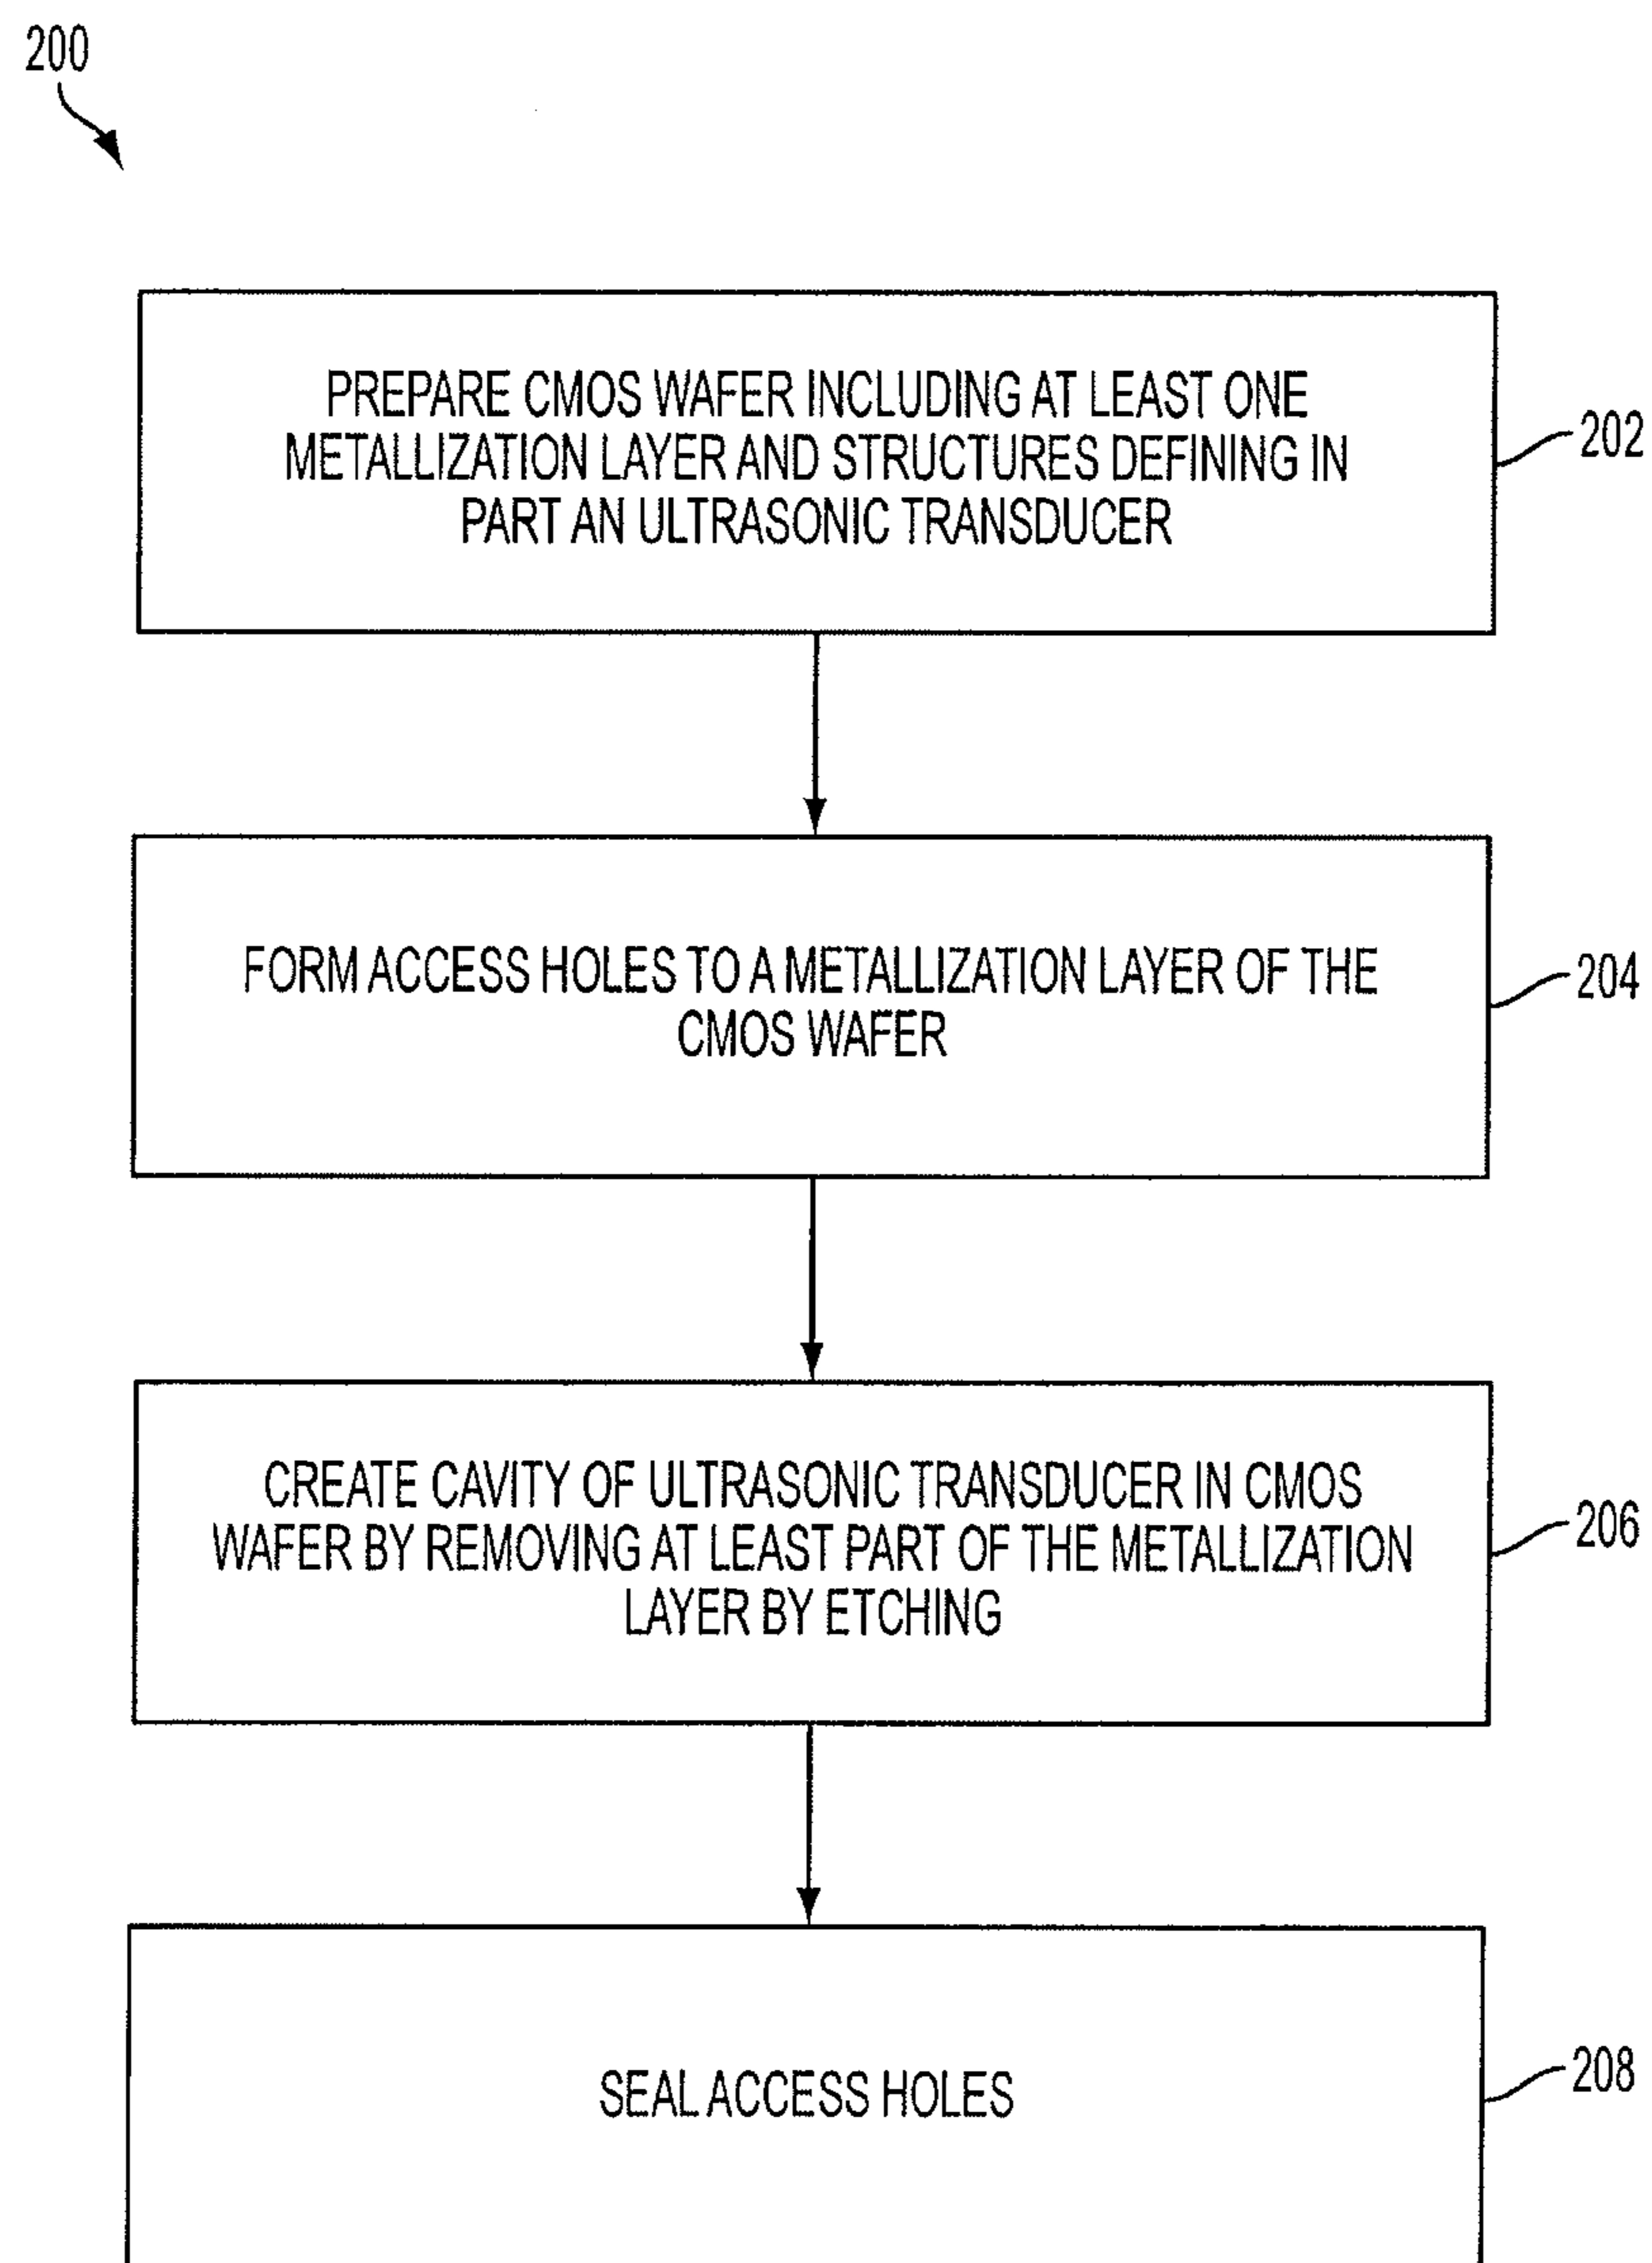 200
PREPARE CMOS WAFER INCLUDING AT LEAST ONE
METALLIZATION LAYER AND STRUCTURES DEFINING IN
PART AN ULTRASONIC TRANSDUCER
202
FORM ACCESS HOLES TO A METALLIZATION LAYER OF THE
CMOS WAFER
204
CREATE CAVITY OF ULTRASONIC TRANSDUCER IN CMOS
WAFER BY REMOVING AT LEAST PART OF THE METALLIZATION
LAYER BY ETCHING
206
SEAL ACCESS HOLES
208